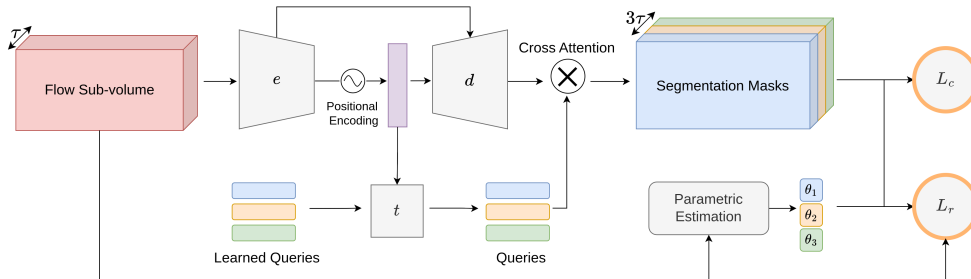 τ
Flow Sub-volume
e
Positional
Encoding
d
Cross Attention
3τ
Segmentation Masks
L_c
Learned Queries
t
Queries
Parametric
Estimation
θ_1
θ_2
θ_3
L_r